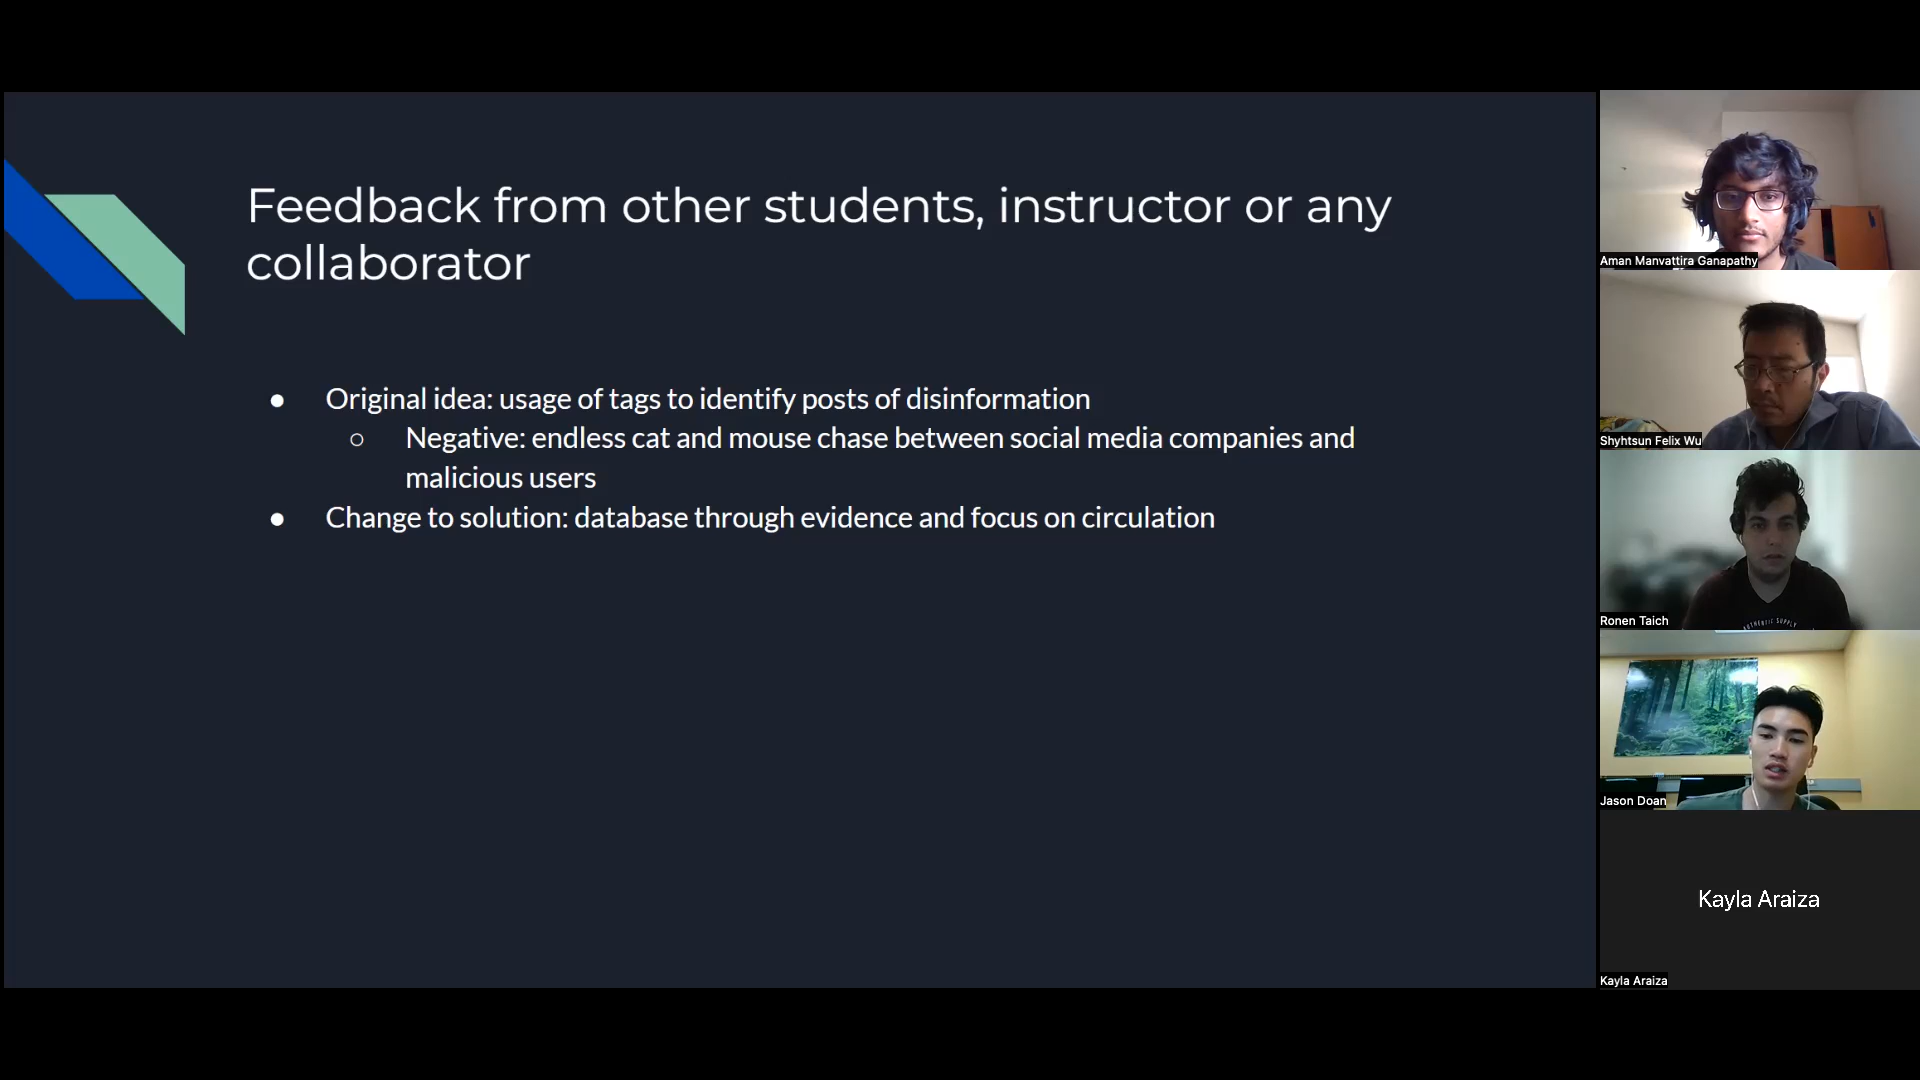 Feedback from other students, instructor or any
collaborator
● Original idea: usage of tags to identify posts of disinformation
○ Negative: endless cat and mouse chase between social media companies and
malicious users
● Change to solution: database through evidence and focus on circulation
Aman Manvattira Ganapathy
Shyhtsun Felix Wu
AUTHENTIC SUPPLY
Ronen Taich
Jason Doan
Kayla Araiza
Kayla Araiza